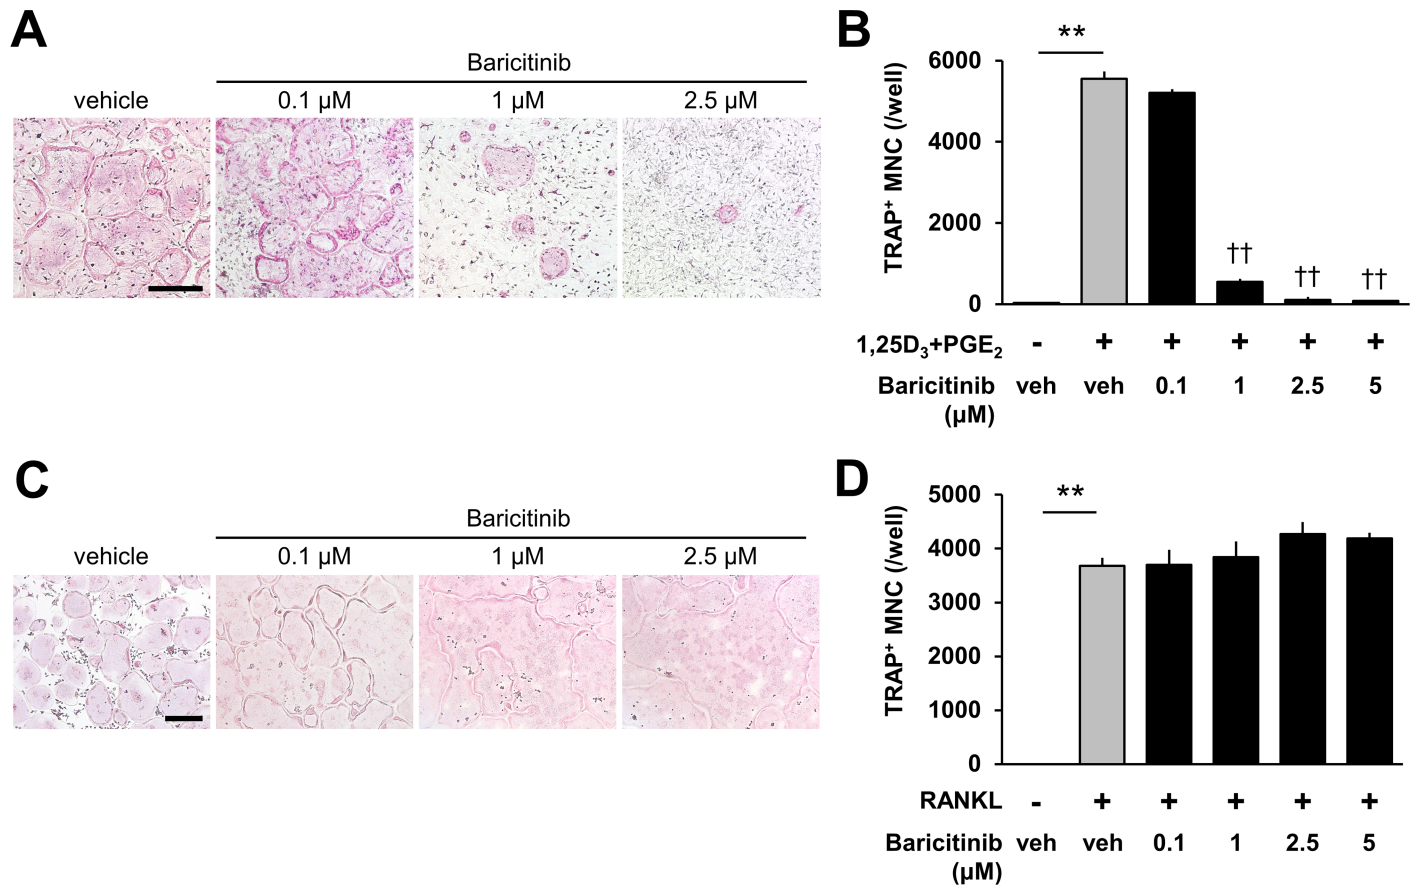 A
Baricitinib
vehicle 0.1 µM 1 µM 2.5 µM
B
**
TRAP⁺ MNC (/well)
6000
4000
2000
0
†† †† ††
1,25D₃+PGE₂ - + + + + +
Baricitinib veh veh 0.1 1 2.5 5
(µM)
C
Baricitinib
vehicle 0.1 µM 1 µM 2.5 µM
D
**
TRAP⁺ MNC (/well)
5000
4000
3000
2000
1000
0
RANKL - + + + + +
Baricitinib veh veh 0.1 1 2.5 5
(µM)